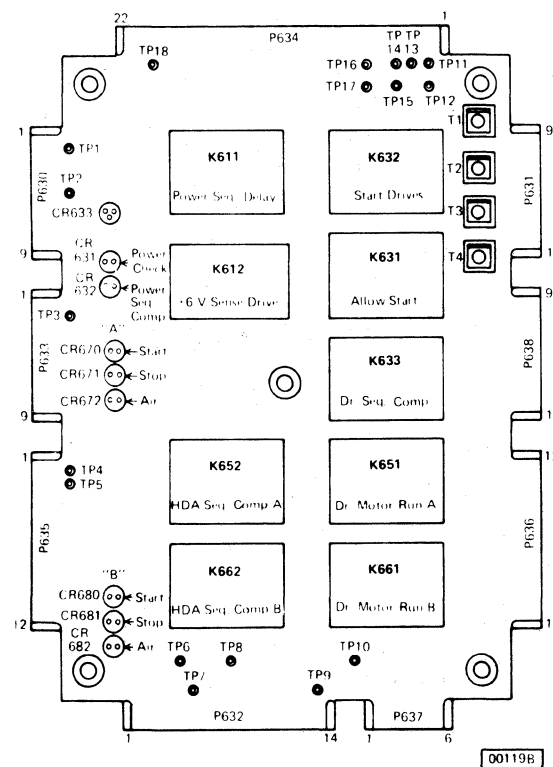 22
P634
1
TP18
TP TP
14 13
TP16
TP11
TP17
TP15
TP12
T1
1
9
TP1
K611
Power Seq. Delay
K632
Start Drives
T2
P630
P631
TP2
CR633
T3
CR
631
Power
Check
K612
+6 V Sense Drive
K631
Allow Start
T4
9
1
CR
632
Power
Seq
Comp
1
9
TP3
"A"
P633
P638
CR670
Start
K633
Dr. Seq. Comp
CR671
Stop
CR672
Air
9
1
1
K652
HDA Seq. Comp A
K651
Dr. Motor Run A
TP4
TP5
P635
P636
K662
HDA Seq. Comp B
K661
Dr. Motor Run B
"B"
CR680
Start
CR681
Stop
CR
682
Air
12
1
TP6
TP8
TP10
TP7
TP9
P632
P637
1
14
1
6
00119B